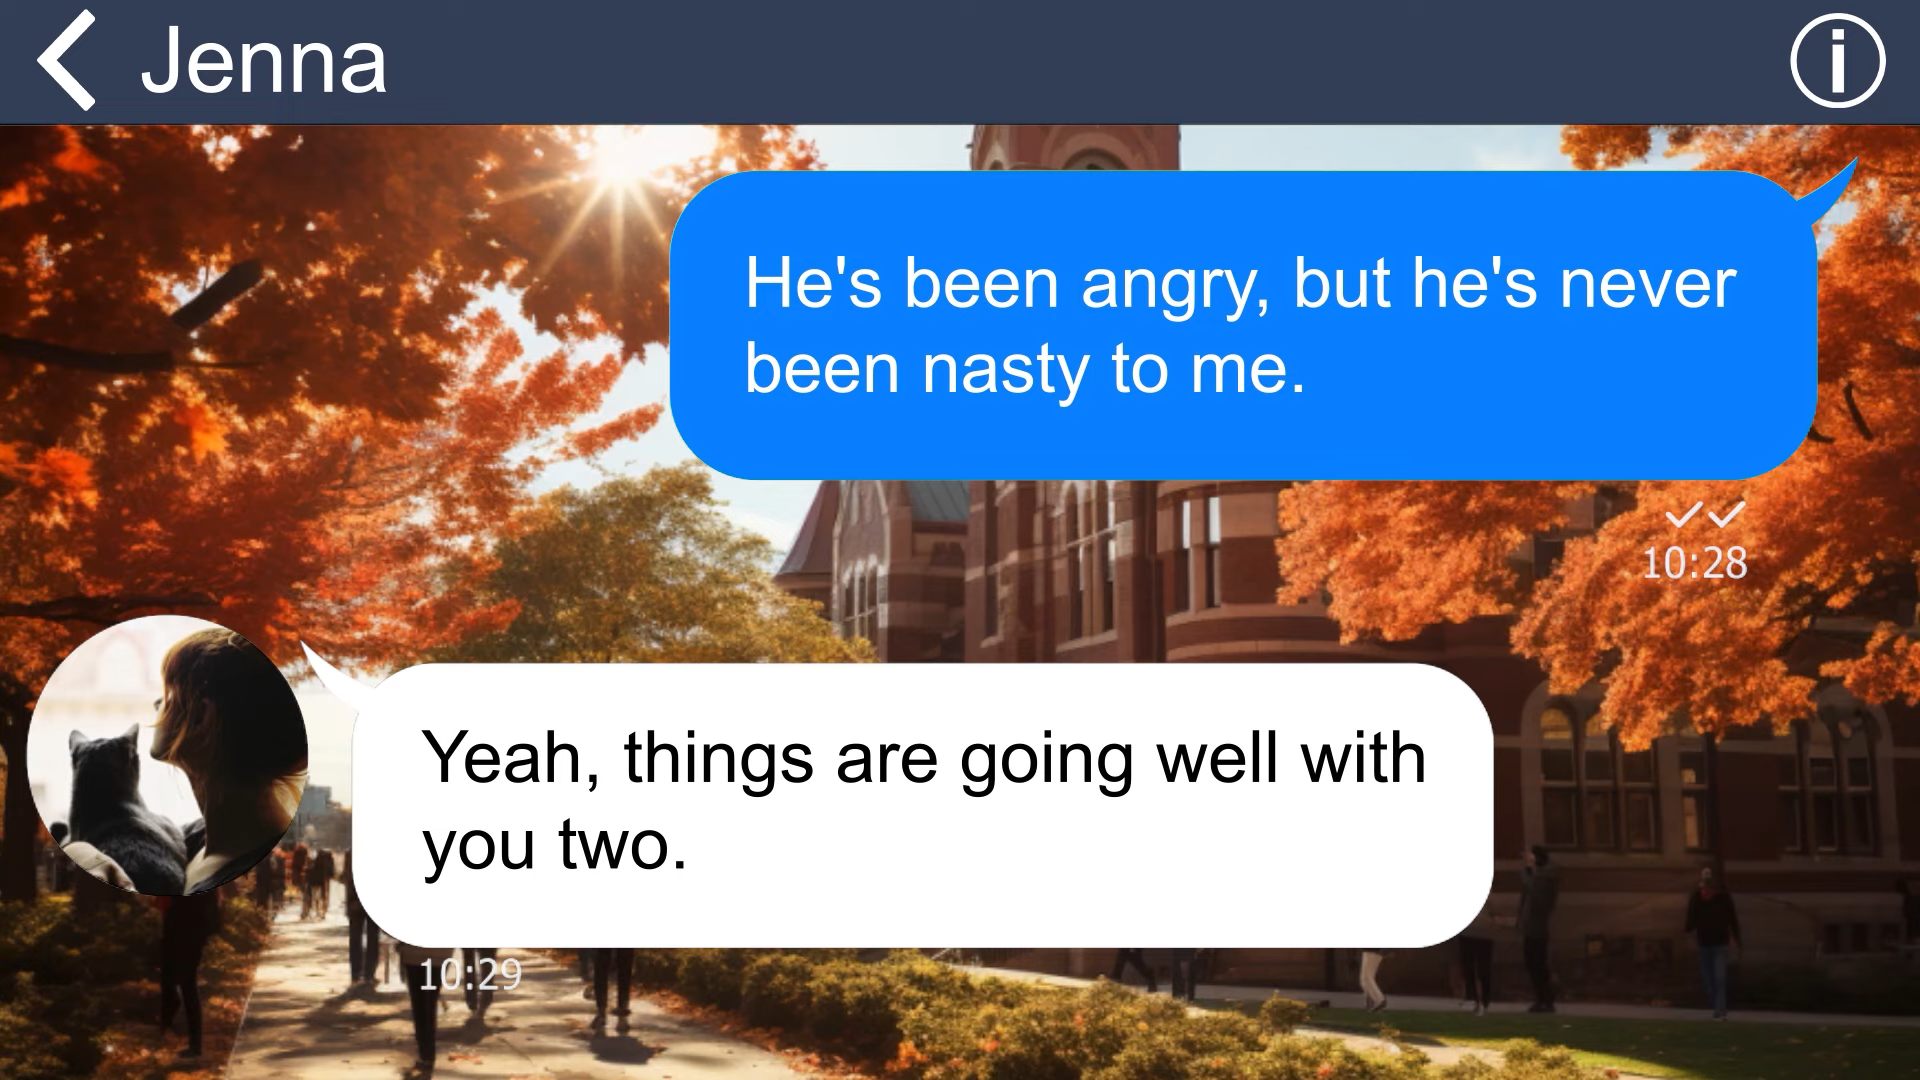 Jenna
He's been angry, but he's never
been nasty to me.
10:28
Yeah, things are going well with
you two.
10:29